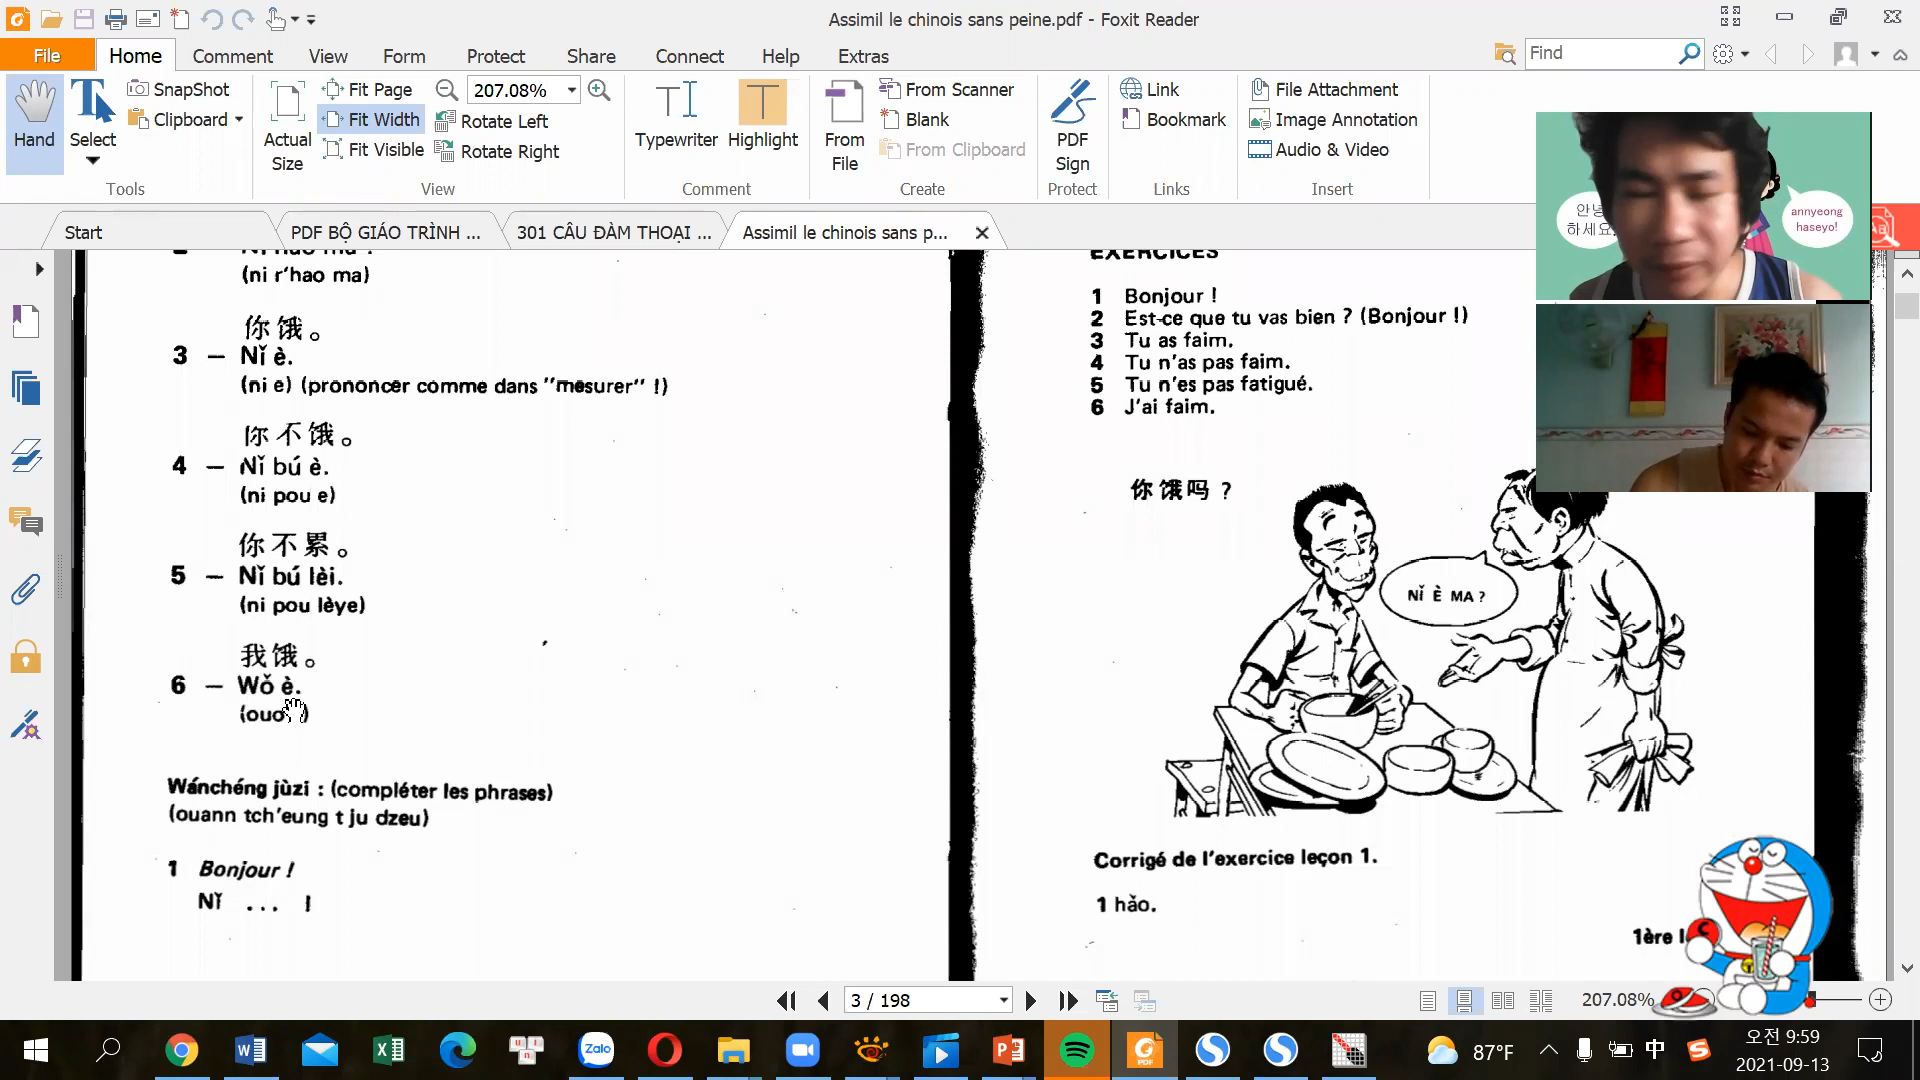 Assimil le chinois sans peine.pdf - Foxit Reader
File
Home
Comment
View
Form
Protect
Share
Connect
Help
Extras
Find
Hand
Select
SnapShot
Clipboard
Tools
Actual Size
Fit Page
Fit Width
Fit Visible
207.08%
Rotate Left
Rotate Right
View
Typewriter
Highlight
Comment
From File
From Scanner
Blank
From Clipboard
Create
PDF Sign
Protect
Link
Bookmark
Links
File Attachment
Image Annotation
Audio & Video
Insert
annyeong
haseyo!
Start
PDF BỘ GIÁO TRÌNH ...
301 CÂU ĐÀM THOẠI ...
Assimil le chinois sans p...
(ni r'hao ma)
你饿。
3 – Nǐ è.
(ni e) (prononcer comme dans "mesurer" !)
你不饿。
4 – Nǐ bú è.
(ni pou e)
你不累。
5 – Nǐ bú lèi.
(ni pou lèye)
我饿。
6 – Wǒ è.
Wánchéng jùzi : (compléter les phrases)
(ouann tch'eung t ju dzeu)
1 Bonjour !
Nǐ ... !
EXERCICES
1 Bonjour !
2 Est-ce que tu vas bien ? (Bonjour !)
3 Tu as faim.
4 Tu n'as pas faim.
5 Tu n'es pas fatigué.
6 J'ai faim.
你饿吗?
NǏ È MA?
Corrigé de l'exercice leçon 1.
1 hǎo.
1ère
3 / 198
207.08%
Zalo
87°F
中
오전 9:59
2021-09-13